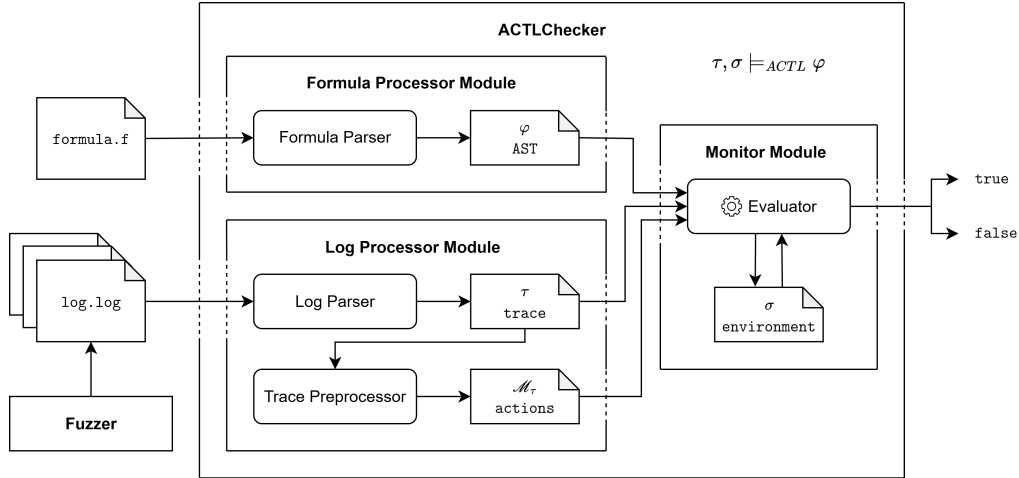 ACTLChecker
τ, σ ⊨ACTL φ
Formula Processor Module
formula.f
Formula Parser
φ
AST
Monitor Module
Evaluator
true
false
σ
environment
Log Processor Module
log.log
Log Parser
τ
trace
Trace Preprocessor
ℳτ
actions
Fuzzer